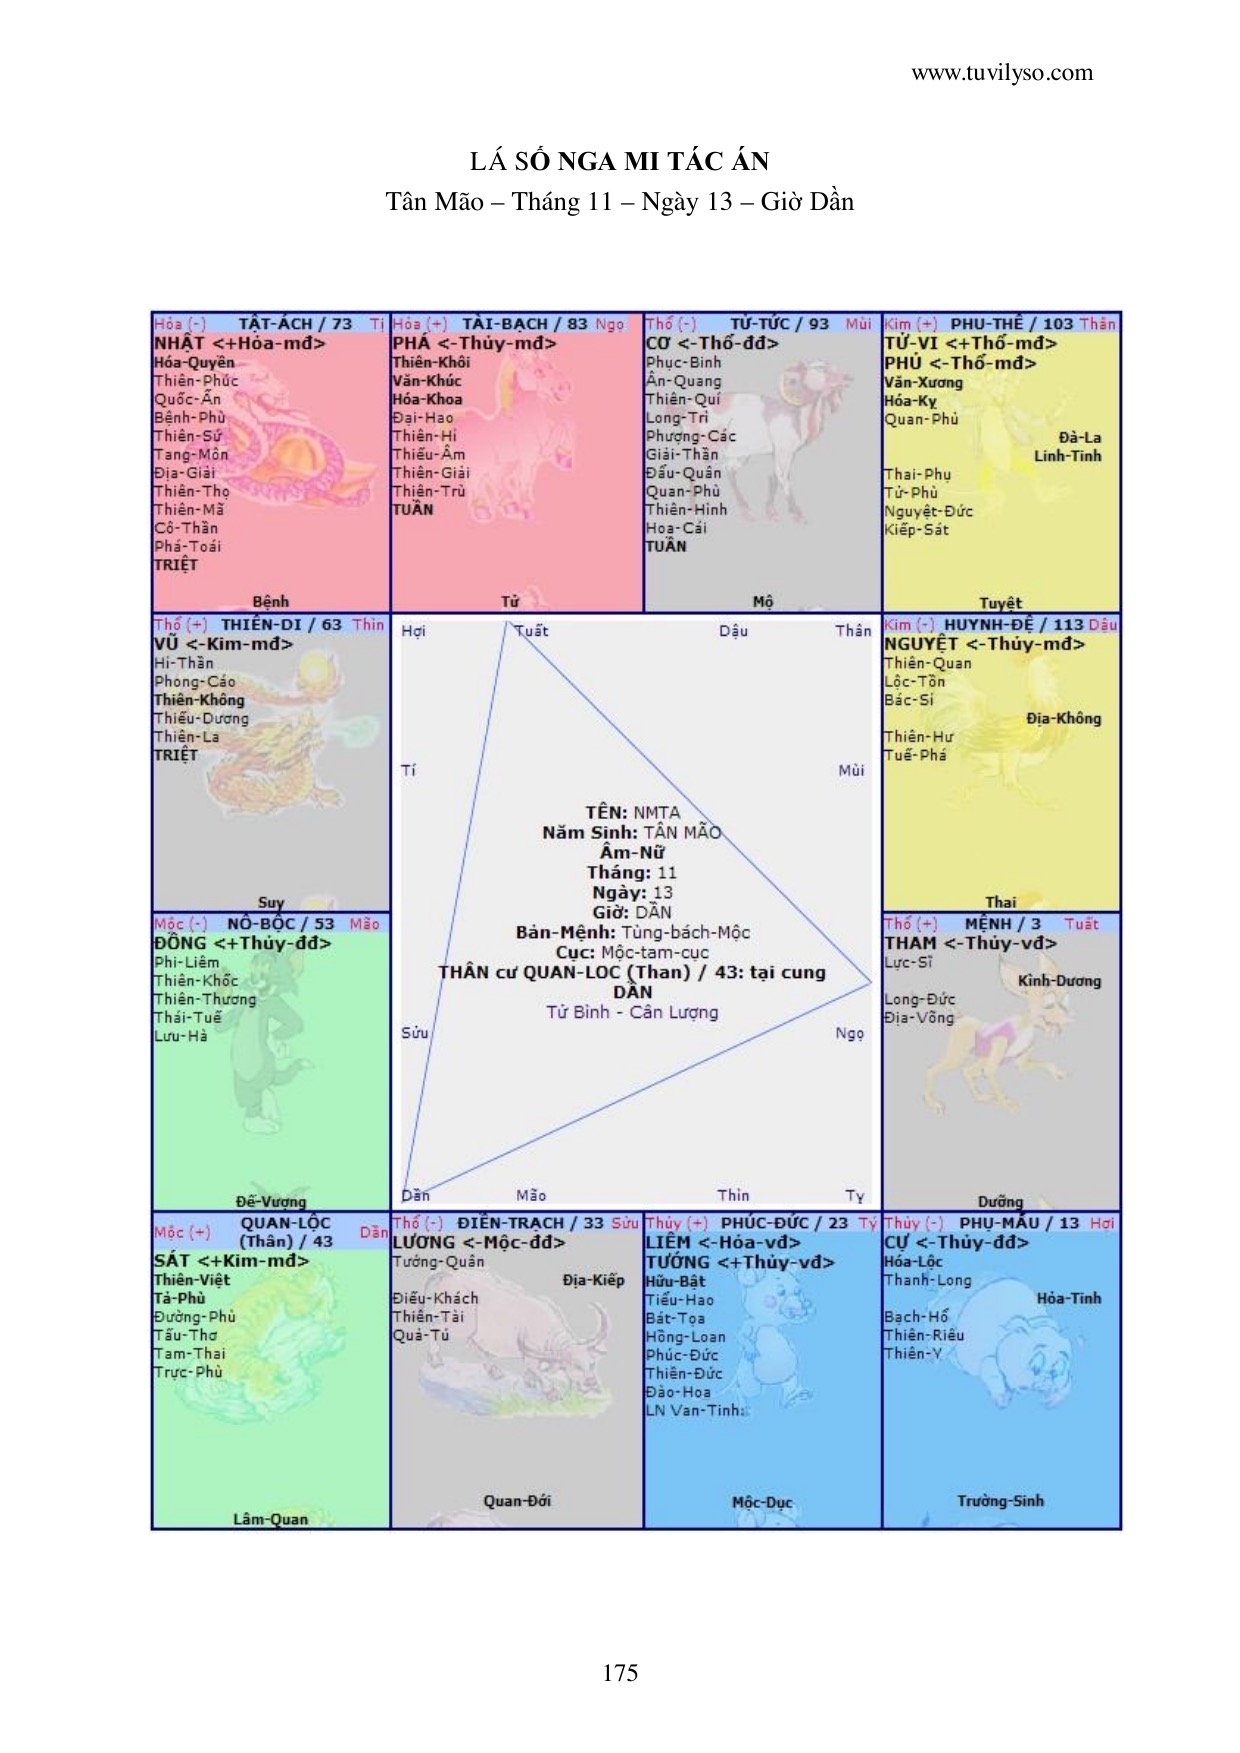 www.tuvilyso.com
LÁ SỐ NGA MI TÁC ÁN
Tân Mão – Tháng 11 – Ngày 13 – Giờ Dần
Hỏa (-) TẬT-ÁCH / 73 Tị
NHẬT <+Hỏa-mđ>
Hóa-Quyền
Thiên-Phúc
Quốc-Ấn
Bệnh-Phù
Thiên-Sứ
Tang-Môn
Địa-Giải
Thiên-Thọ
Thiên-Mã
Cô-Thần
Phá-Toái
TRIỆT
Bệnh
Hỏa (+) TÀI-BẠCH / 83 Ngọ
PHÁ <-Thủy-mđ>
Thiên-Khôi
Văn-Khúc
Hóa-Khoa
Đại-Hao
Thiên-Hỉ
Thiếu-Âm
Thiên-Giải
Thiên-Trù
TUẦN
Tử
Thổ (-) TỬ-TỨC / 93 Mùi
CƠ <-Thổ-đđ>
Phục-Binh
Ân-Quang
Thiên-Quí
Long-Trì
Phượng-Các
Giải-Thần
Đẩu-Quân
Quan-Phù
Thiên-Hình
Hoa-Cái
TUẦN
Mộ
Kim (+) PHU-THÊ / 103 Thân
TỬ-VI <+Thổ-mđ>
PHỦ <-Thổ-mđ>
Văn-Xương
Hóa-Kỵ
Quan-Phủ
Đà-La
Linh-Tinh
Thai-Phụ
Tử-Phù
Nguyệt-Đức
Kiếp-Sát
Tuyệt
Thổ (+) THIÊN-DI / 63 Thìn
VŨ <-Kim-mđ>
Hỉ-Thần
Phong-Cáo
Thiên-Không
Thiếu-Dương
Thiên-La
TRIỆT
Suy
Kim (-) HUYNH-ĐỆ / 113 Dậu
NGUYỆT <-Thủy-mđ>
Thiên-Quan
Lộc-Tồn
Bác-Sĩ
Địa-Không
Thiên-Hư
Tuế-Phá
Thai
Mộc (-) NÔ-BỘC / 53 Mão
ĐỒNG <+Thủy-đđ>
Phi-Liêm
Thiên-Khốc
Thiên-Thương
Thái-Tuế
Lưu-Hà
Đế-Vượng
Thổ (+) MỆNH / 3 Tuất
THAM <-Thủy-vđ>
Lực-Sĩ
Kình-Dương
Long-Đức
Địa-Võng
Dưỡng
Hợi Tuất Dậu Thân
Tí Mùi
TÊN: NMTA
Năm Sinh: TÂN MÃO
Âm-Nữ
Tháng: 11
Ngày: 13
Giờ: DẦN
Bản-Mệnh: Tùng-bách-Mộc
Cục: Mộc-tam-cục
THÂN cư QUAN-LOC (Than) / 43: tại cung
DẦN
Tử Bình - Cân Lượng
Sửu Ngọ
Dần Mão Thìn Tỵ
Mộc (+) QUAN-LỘC
(Thân) / 43 Dần
SÁT <+Kim-mđ>
Thiên-Việt
Tả-Phù
Đường-Phù
Tấu-Thơ
Tam-Thai
Trực-Phù
Lâm-Quan
Thổ (-) ĐIỀN-TRẠCH / 33 Sửu
LƯƠNG <-Mộc-đđ>
Tướng-Quân
Địa-Kiếp
Điếu-Khách
Thiên-Tài
Quả-Tú
Quan-Đới
Thủy (+) PHÚC-ĐỨC / 23 Tý
LIÊM <-Hỏa-vđ>
TƯỚNG <+Thủy-vđ>
Hữu-Bật
Tiểu-Hao
Bát-Tọa
Hồng-Loan
Phúc-Đức
Thiên-Đức
Đào-Hoa
LN Van-Tinh:
Mộc-Dục
Thủy (-) PHỤ-MẪU / 13 Hợi
CỰ <-Thủy-đđ>
Hóa-Lộc
Thanh-Long
Hỏa-Tinh
Bạch-Hổ
Thiên-Riêu
Thiên-Y
Trường-Sinh
175